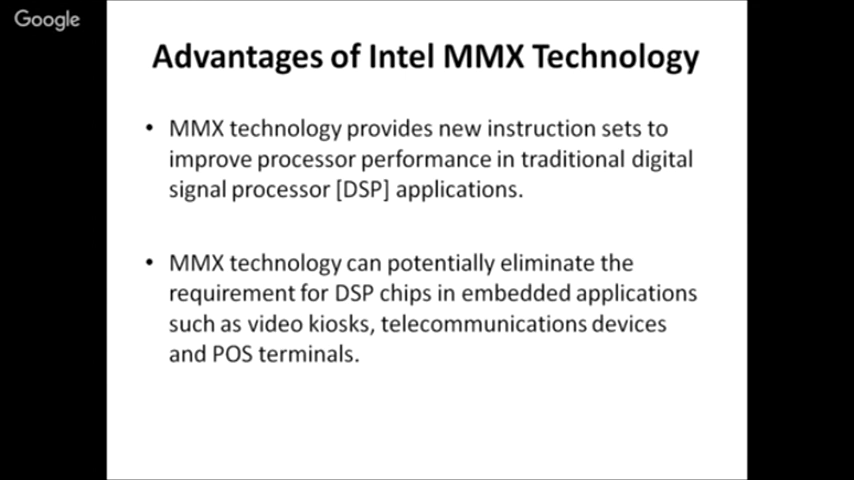 Google
Advantages of Intel MMX Technology
• MMX technology provides new instruction sets to
improve processor performance in traditional digital
signal processor [DSP] applications.
• MMX technology can potentially eliminate the
requirement for DSP chips in embedded applications
such as video kiosks, telecommunications devices
and POS terminals.